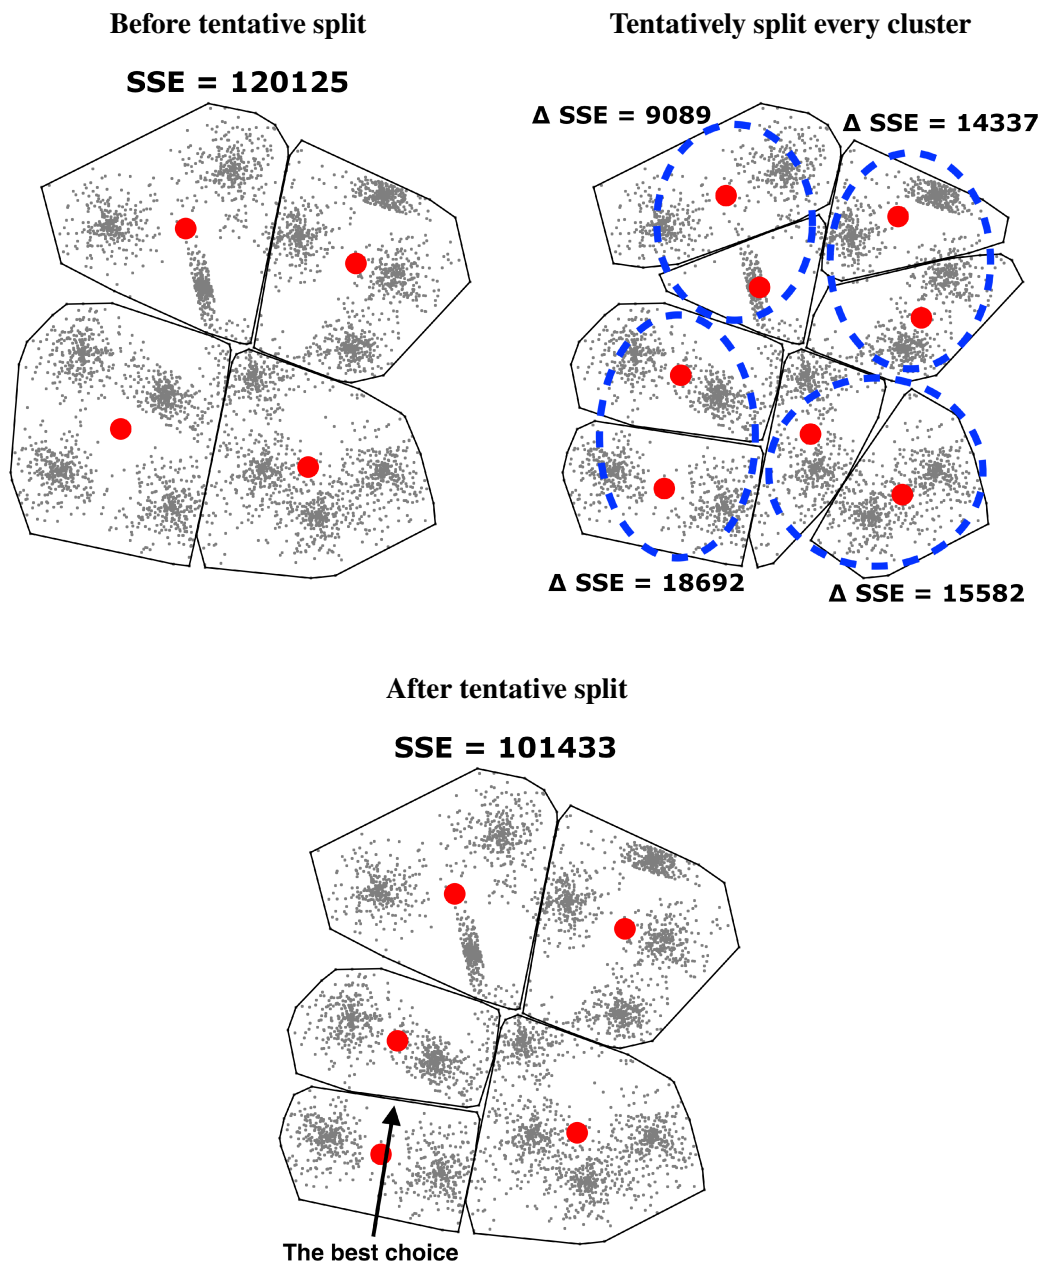 Before tentative split
Tentatively split every cluster
SSE = 120125
Δ SSE = 9089
Δ SSE = 14337
Δ SSE = 18692
Δ SSE = 15582
After tentative split
SSE = 101433
The best choice